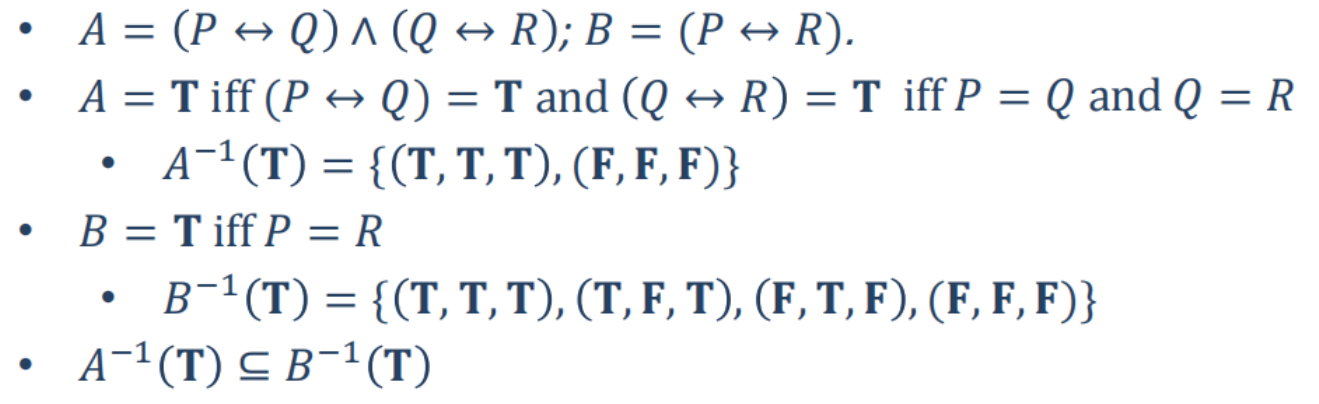 • A = (P ↔ Q) ∧ (Q ↔ R); B = (P ↔ R).
• A = T iff (P ↔ Q) = T and (Q ↔ R) = T iff P = Q and Q = R
• A⁻¹(T) = {(T, T, T), (F, F, F)}
• B = T iff P = R
• B⁻¹(T) = {(T, T, T), (T, F, T), (F, T, F), (F, F, F)}
• A⁻¹(T) ⊆ B⁻¹(T)